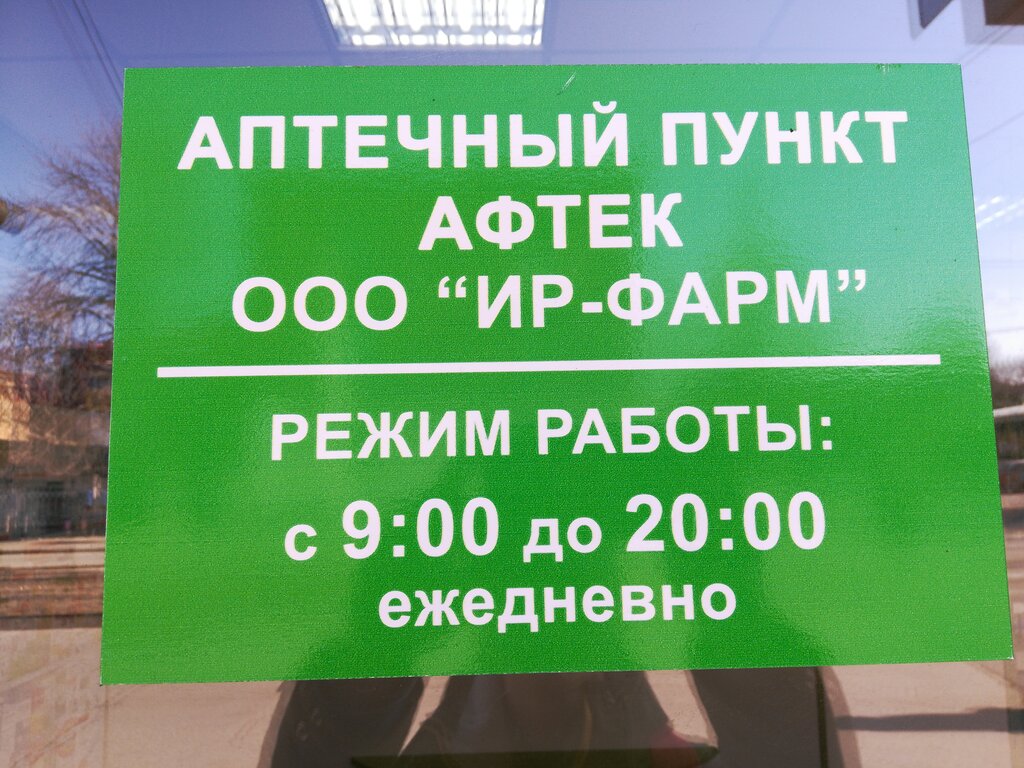 АПТЕЧНЫЙ ПУНКТ
АФТЕК
ООО “ИР-ФАРМ”
РЕЖИМ РАБОТЫ:
с 9:00 до 20:00
ежедневно